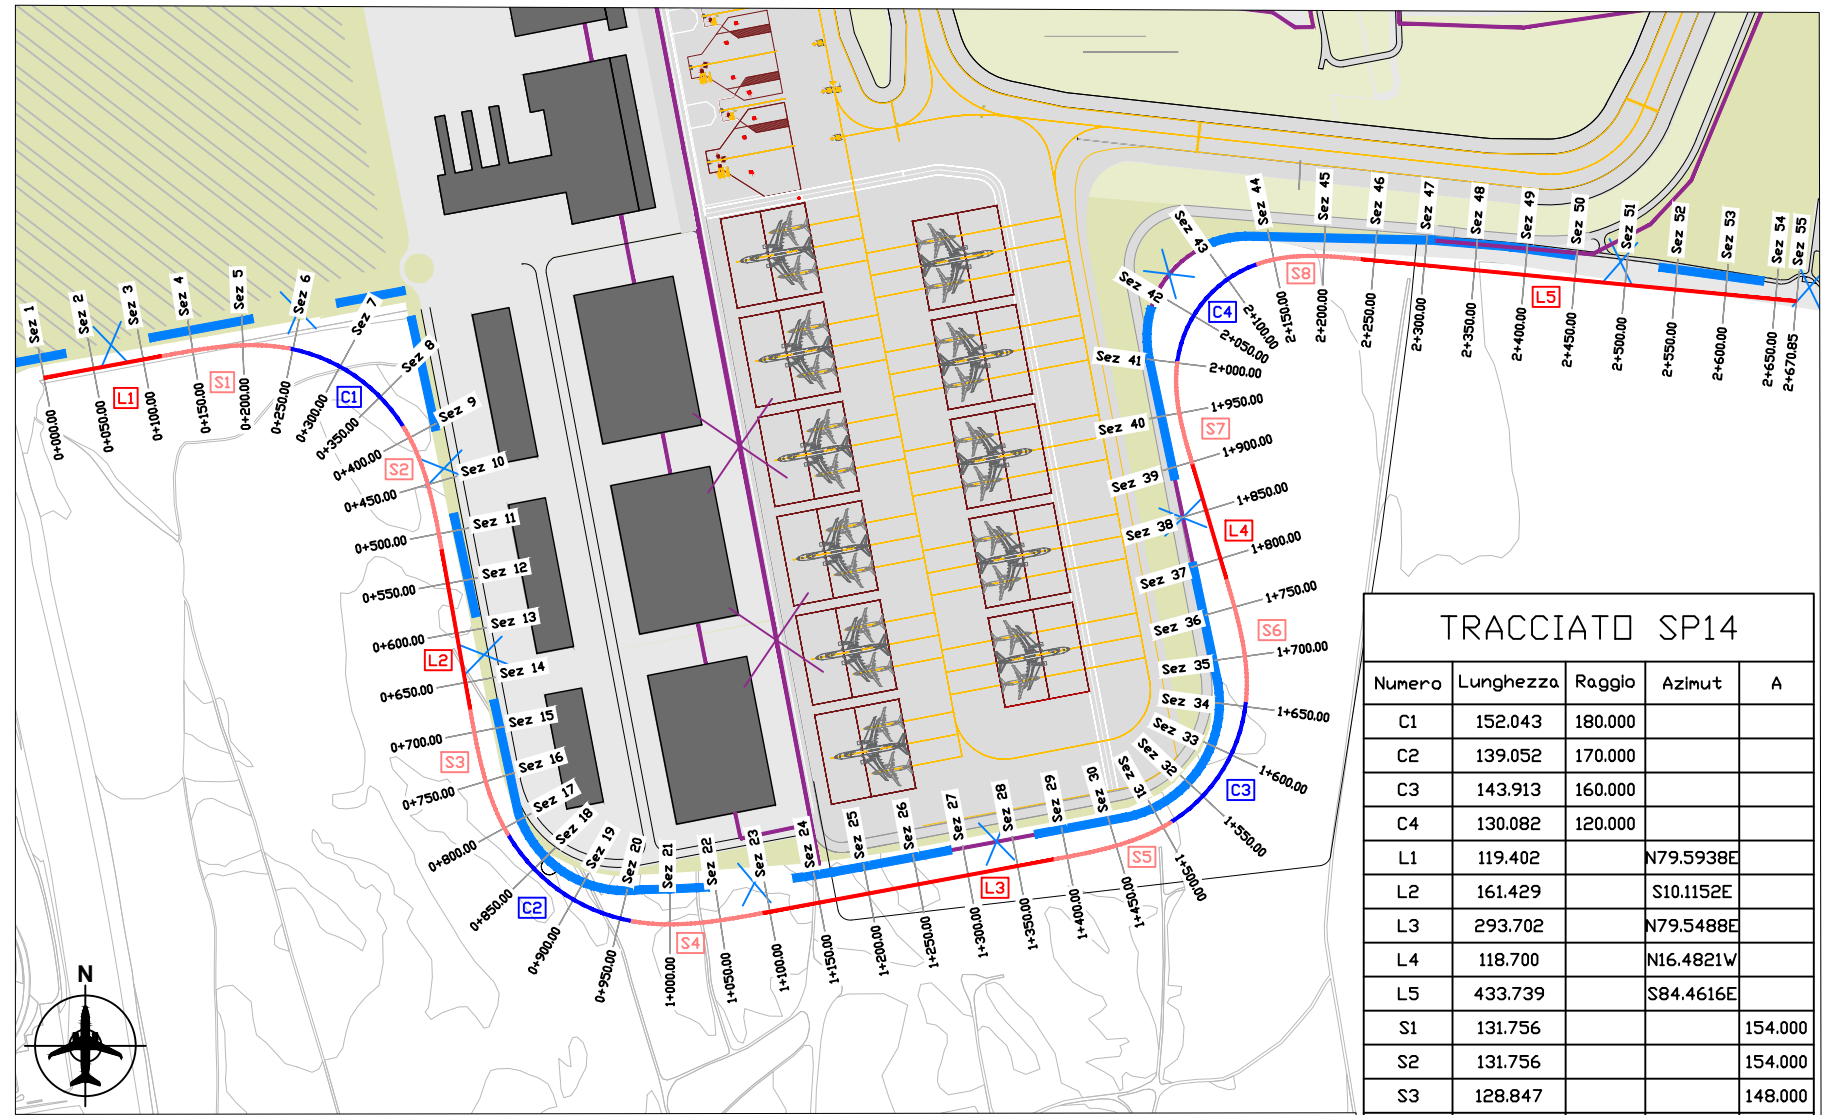 Sez 1
Sez 2
Sez 3
Sez 4
Sez 5
Sez 6
Sez 7
Sez 8
Sez 9
Sez 10
Sez 11
Sez 12
Sez 13
Sez 14
Sez 15
Sez 16
Sez 17
Sez 18
Sez 19
Sez 20
Sez 21
Sez 22
Sez 23
Sez 24
Sez 25
Sez 26
Sez 27
Sez 28
Sez 29
Sez 30
Sez 31
Sez 32
Sez 33
Sez 34
Sez 35
Sez 36
Sez 37
Sez 38
Sez 39
Sez 40
Sez 41
Sez 42
Sez 43
Sez 44
Sez 45
Sez 46
Sez 47
Sez 48
Sez 49
Sez 50
Sez 51
Sez 52
Sez 53
Sez 54
Sez 55
0+000.00
0+050.00
0+100.00
0+150.00
0+200.00
0+250.00
0+300.00
0+350.00
0+400.00
0+450.00
0+500.00
0+550.00
0+600.00
0+650.00
0+700.00
0+750.00
0+800.00
0+850.00
0+900.00
0+950.00
1+000.00
1+050.00
1+100.00
1+150.00
1+200.00
1+250.00
1+300.00
1+350.00
1+400.00
1+450.00
1+500.00
1+550.00
1+600.00
1+650.00
1+700.00
1+750.00
1+800.00
1+850.00
1+900.00
1+950.00
2+000.00
2+050.00
2+100.00
2+150.00
2+200.00
2+250.00
2+300.00
2+350.00
2+400.00
2+450.00
2+500.00
2+550.00
2+600.00
2+650.00
2+670.85
L1
S1
C1
S2
L2
S3
C2
S4
L3
S5
C3
S6
L4
S7
C4
S8
L5
N
TRACCIATO SP14
Numero Lunghezza Raggio Azimut A
C1 152.043 180.000
C2 139.052 170.000
C3 143.913 160.000
C4 130.082 120.000
L1 119.402 N79.5938E
L2 161.429 S10.1152E
L3 293.702 N79.5488E
L4 118.700 N16.4821W
L5 433.739 S84.4616E
S1 131.756 154.000
S2 131.756 154.000
S3 128.847 148.000